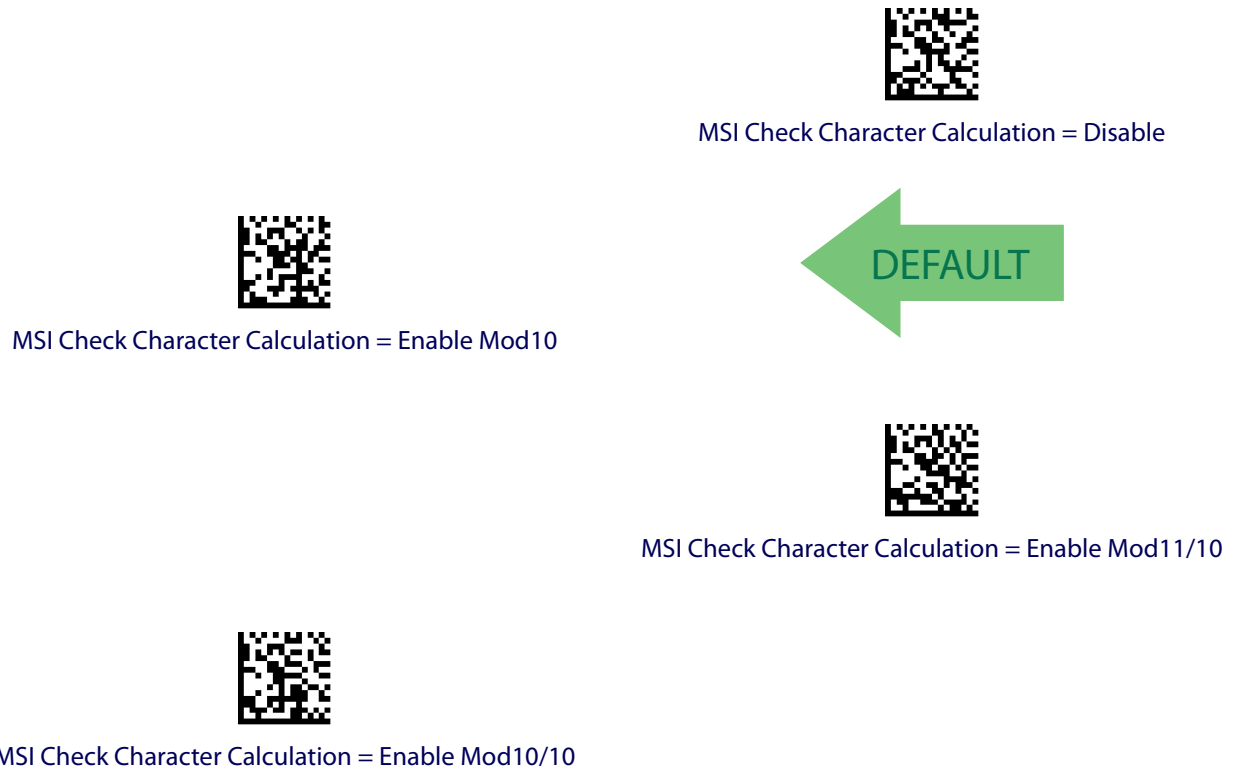 MSI Check Character Calculation = Disable
MSI Check Character Calculation = Enable Mod10
DEFAULT
MSI Check Character Calculation = Enable Mod11/10
MSI Check Character Calculation = Enable Mod10/10